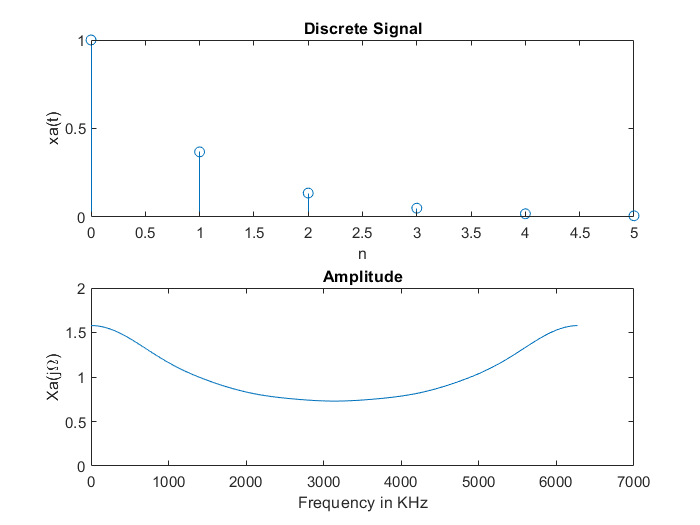 Discrete Signal
1
0.5
0
xa(t)
0 0.5 1 1.5 2 2.5 3 3.5 4 4.5 5
n
Amplitude
2
1.5
1
0.5
0
Xa(jΩ)
0 1000 2000 3000 4000 5000 6000 7000
Frequency in KHz